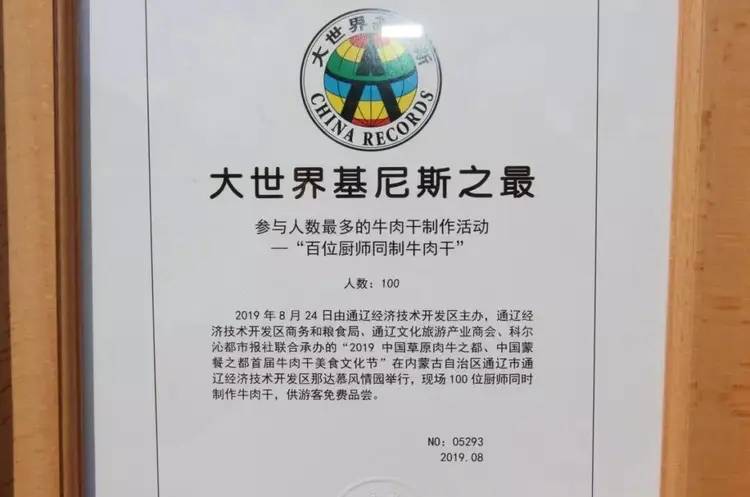 大世界基尼斯
CHINA RECORDS
大世界基尼斯之最
参与人数最多的牛肉干制作活动
—“百位厨师同制牛肉干”
人数：100
2019 年 8 月 24 日由通辽经济技术开发区主办，通辽经
济技术开发区商务和粮食局、通辽文化旅游产业商会、科尔
沁都市报社联合承办的“2019 中国草原肉牛之都、中国蒙
餐之都首届牛肉干美食文化节”在内蒙古自治区通辽市通
辽经济技术开发区那达慕风情园举行，现场 100 位厨师同时
制作牛肉干，供游客免费品尝。
NO：05293
2019.08